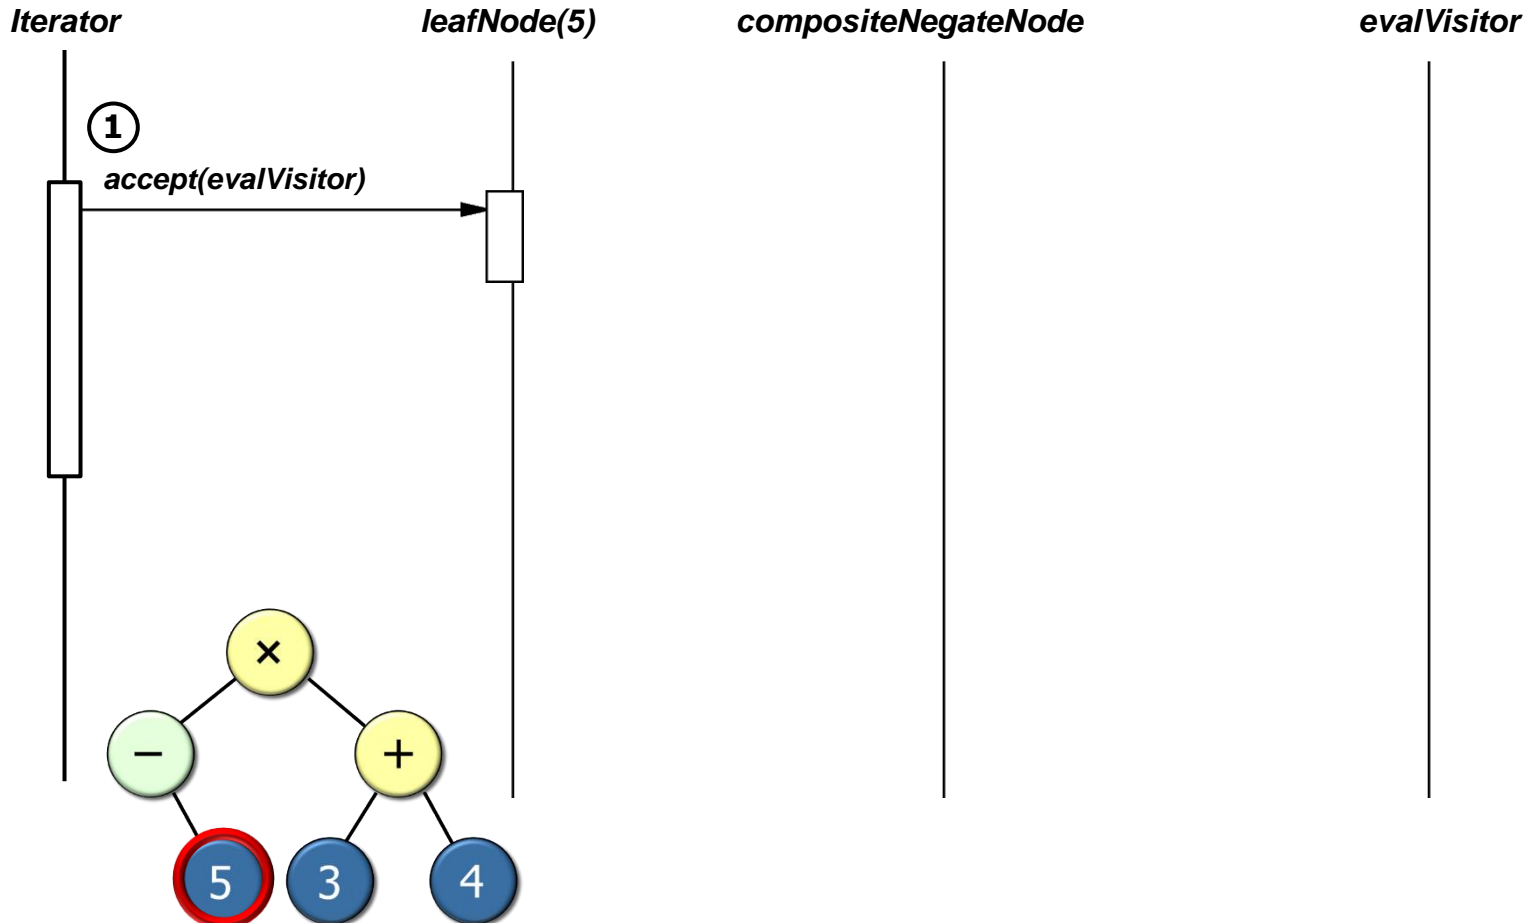 Iterator leafNode(5) compositeNegateNode evalVisitor
1
accept(evalVisitor)
×
− +
5 3 4